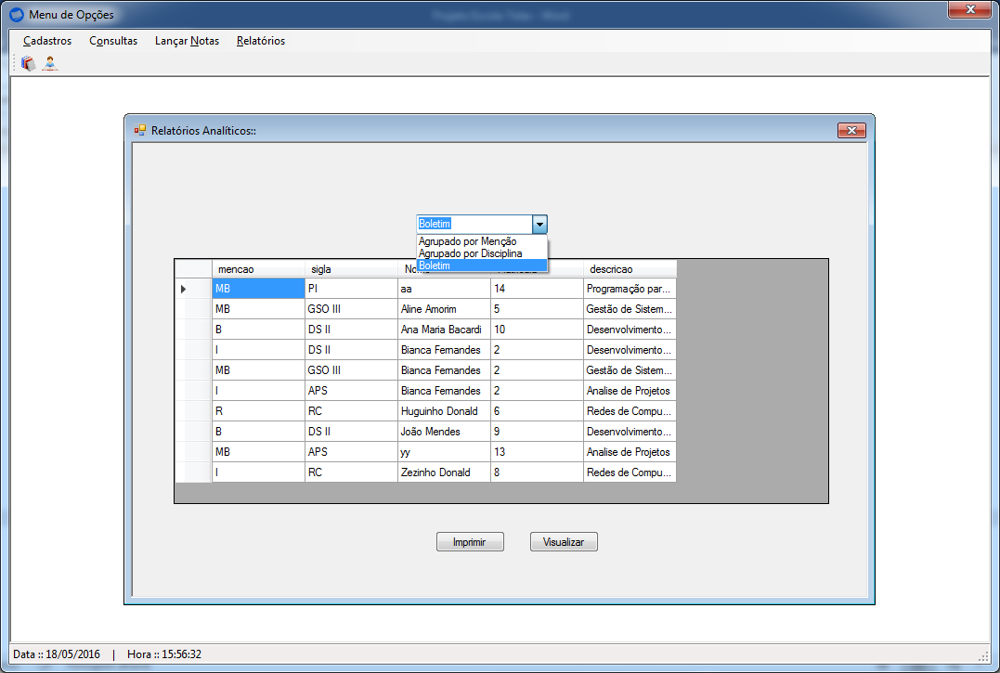 Menu de Opções
Cadastros Consultas Lançar Notas Relatórios
Relatórios Analíticos::
Boletim
Agrupado por Menção
Agrupado por Disciplina
Boletim
mencao sigla descricao
MB PI aa 14 Programação par...
MB GSO III Aline Amorim 5 Gestão de Sistem...
B DS II Ana Maria Bacardi 10 Desenvolvimento...
I DS II Bianca Fernandes 2 Desenvolvimento...
MB GSO III Bianca Fernandes 2 Gestão de Sistem...
I APS Bianca Fernandes 2 Analise de Projetos
R RC Huguinho Donald 6 Redes de Compu...
B DS II João Mendes 9 Desenvolvimento...
MB APS yy 13 Analise de Projetos
I RC Zezinho Donald 8 Redes de Compu...
Imprimir Visualizar
Data :: 18/05/2016 | Hora :: 15:56:32